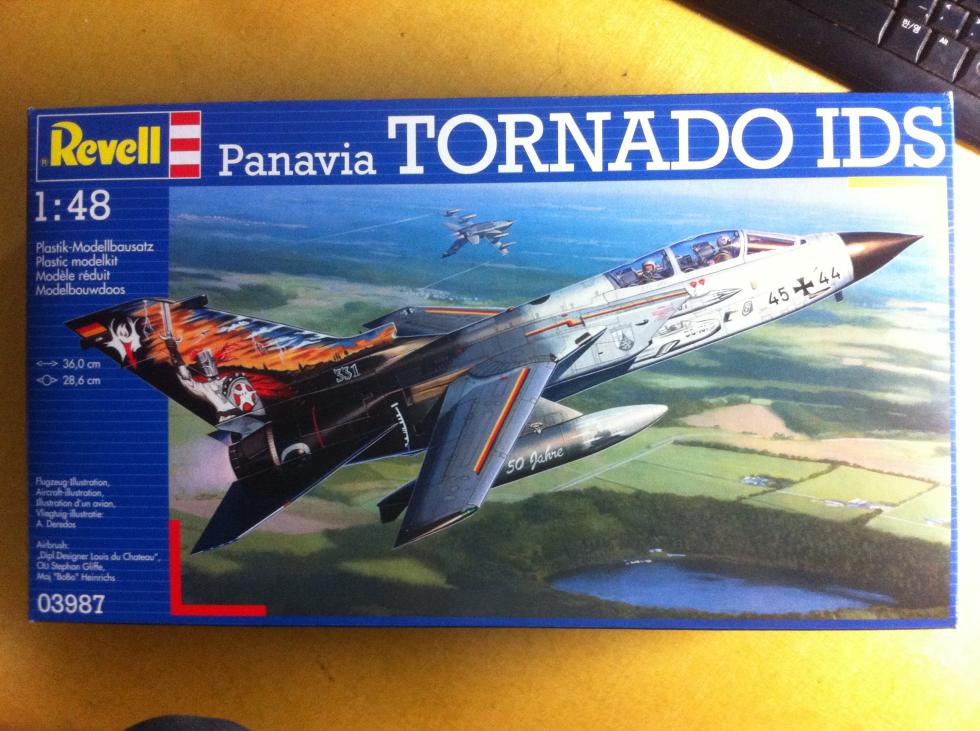 Revell
Panavia TORNADO IDS
1:48
Plastik-Modellbausatz
Plastic modelkit
Modèle réduit
Modelbouwdoos
36,0 cm
28,6 cm
Flugzeug-Illustration,
Aircraft-illustration,
Illustration d'un avion,
Vliegtuig-illustratie:
A. Deredos
Airbrush:
„Dipl.Designer Louis du Chateau",
OLt Stephan Gliffe,
Maj "BoBo" Heinrichs
03987
45 44
331
50 Jahre